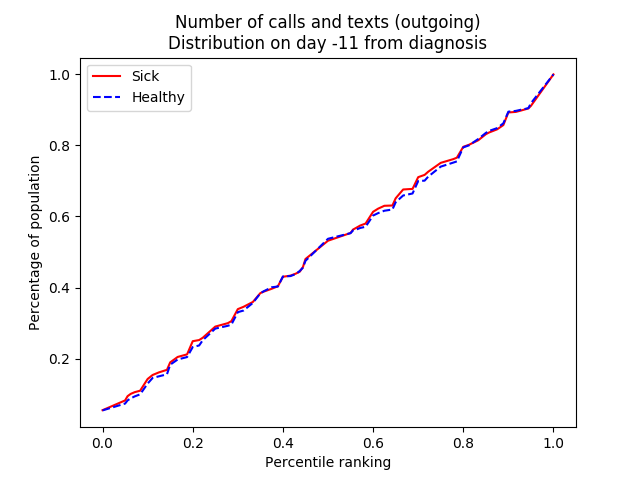 Number of calls and texts (outgoing)
Distribution on day -11 from diagnosis
Sick
Healthy
Percentage of population
1.0
0.8
0.6
0.4
0.2
0.0
0.2
0.4
0.6
0.8
1.0
Percentile ranking